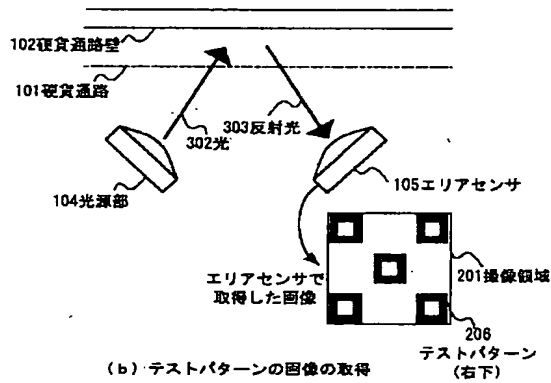 102硬貨通路壁
101硬貨通路
302光
303反射光
104光源部
105エリアセンサ
エリアセンサで
取得した画像
201撮像領域
206
テストパターン
(右下)
(b)・テストパターンの画像の取得